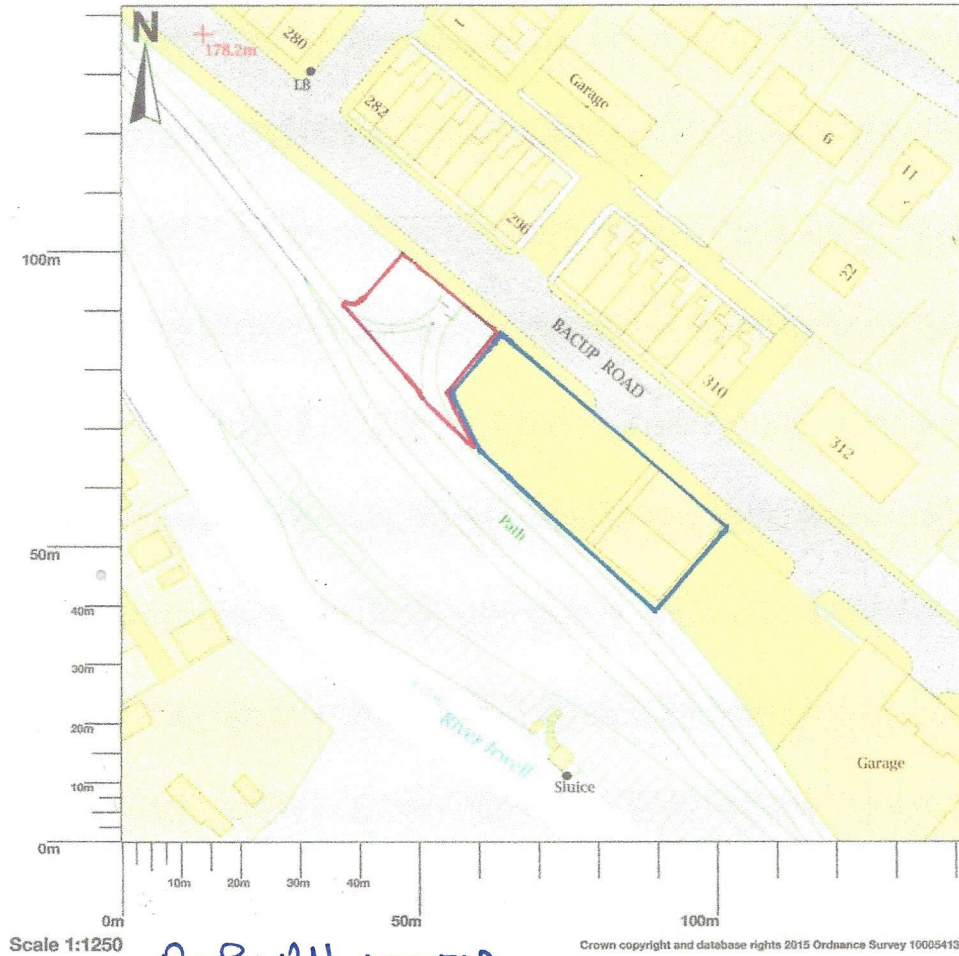 N
178.2m
280
LB
1
282
Garage
6
11
22
296
100m
BACUP ROAD
310
312
50m
Path
40m
30m
20m
River Irwell
10m
Sluice
Garage
0m
10m 20m 30m 40m
0m 50m 100m
Scale 1:1250
Crown copyright and database rights 2015 Ordnance Survey 10005413